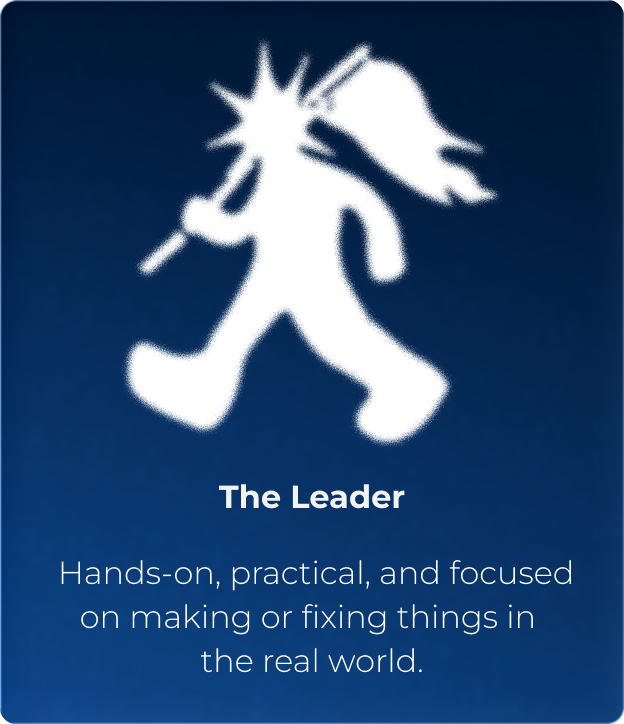 The Leader
Hands-on, practical, and focused
on making or fixing things in
the real world.